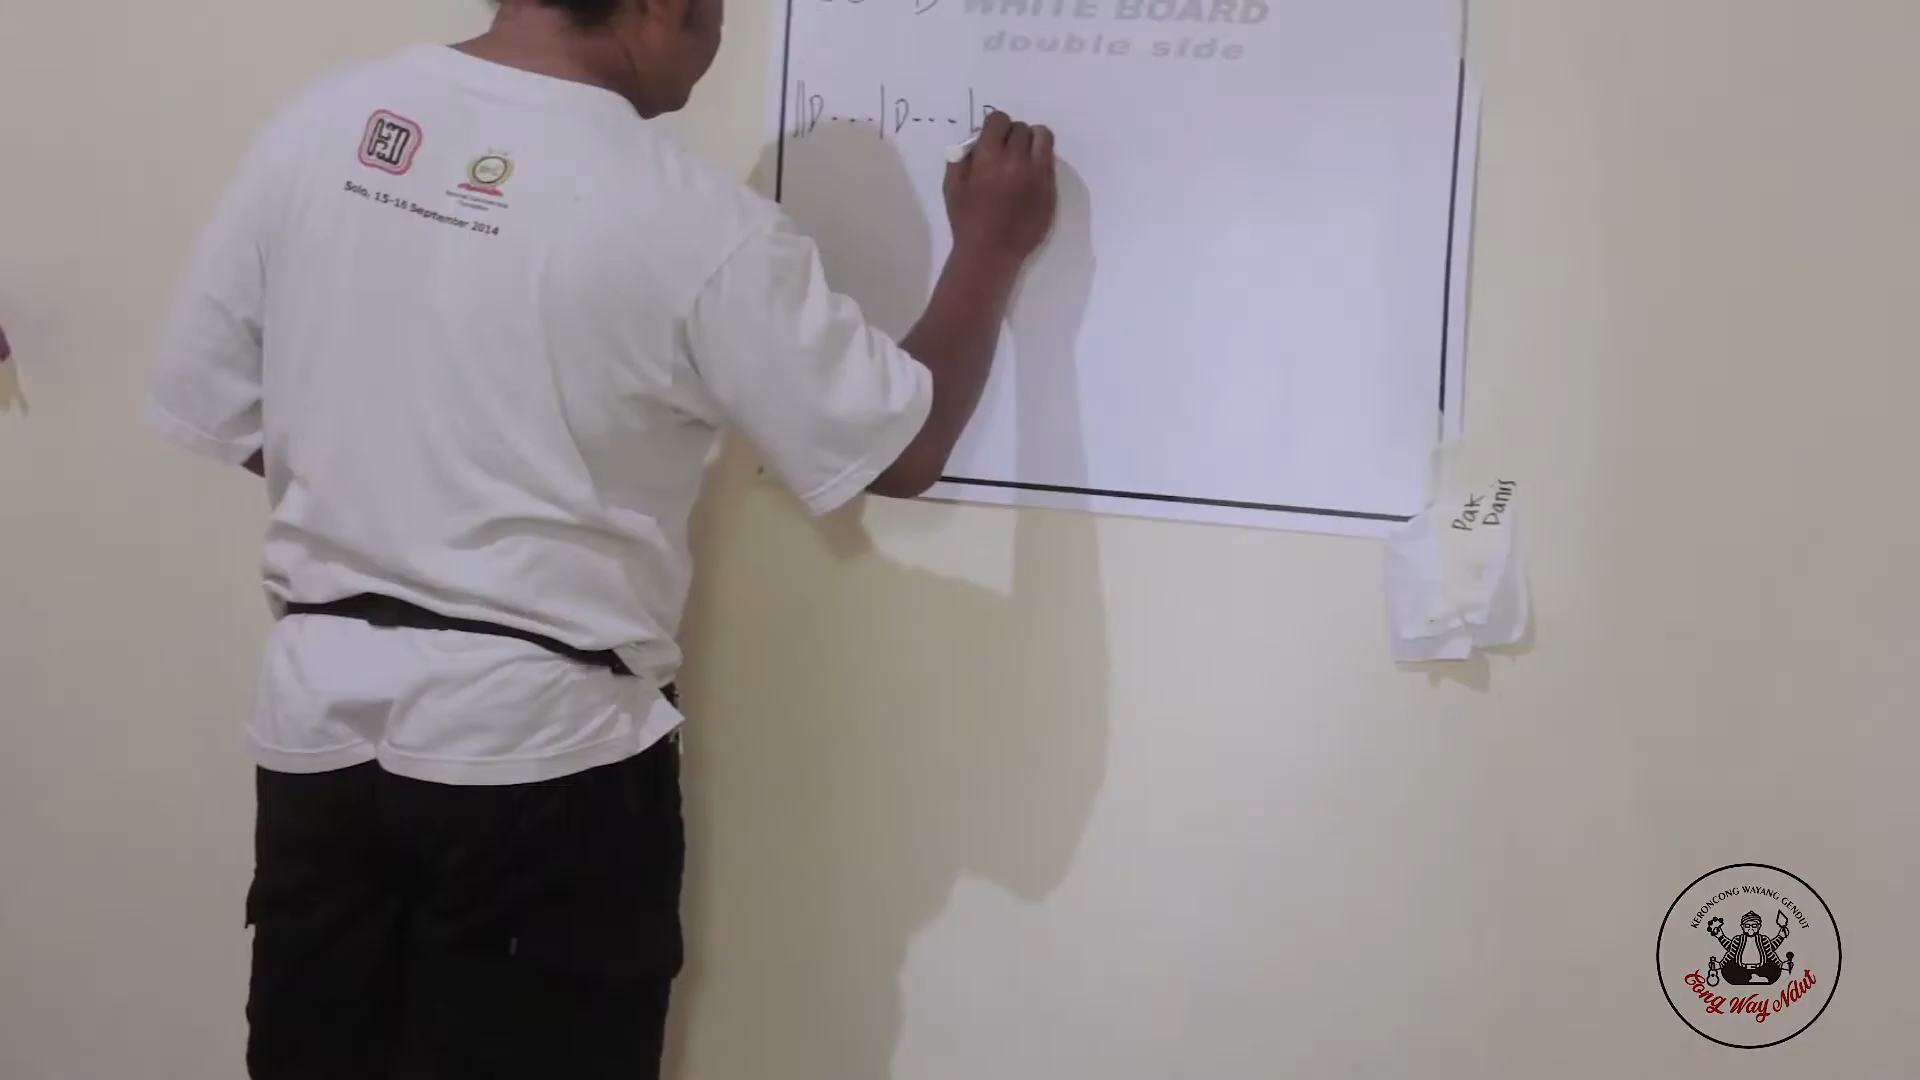 WHITE BOARD
double side
||D . . . | D . . . | D
Solo, 15-16 September 2014
Pak
Danis
KERONCONG WAYANG GENDUT
Cong Way Ndut